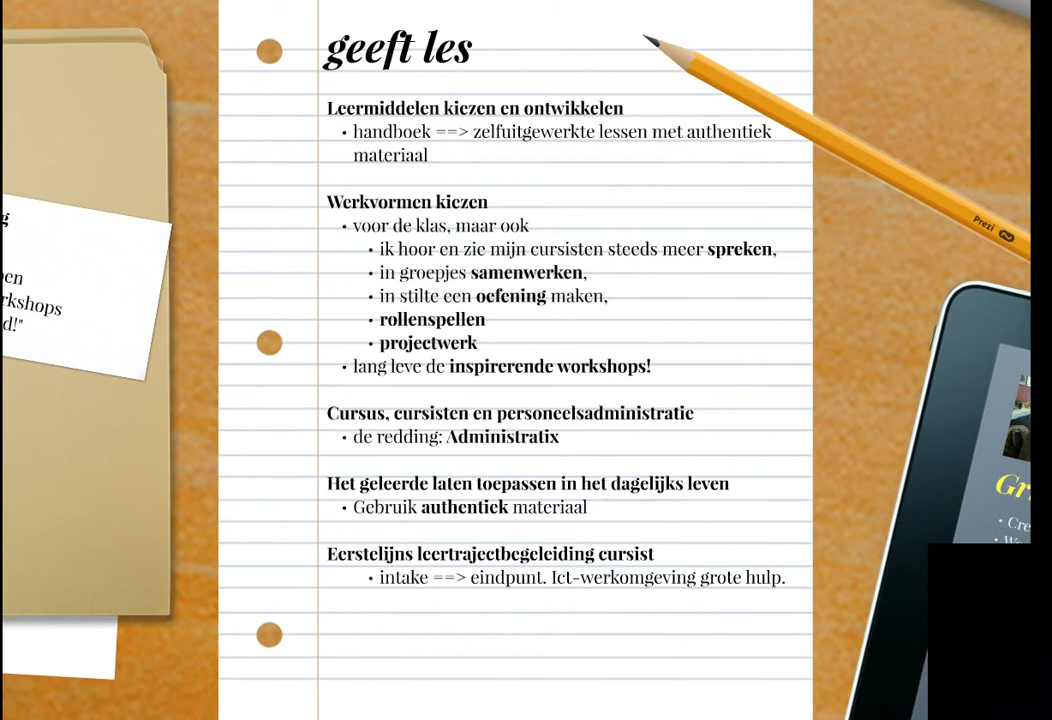 geeft les
Leermiddelen kiezen en ontwikkelen
• handboek ==> zelfuitgewerkte lessen met authentiek
materiaal
Werkvormen kiezen
• voor de klas, maar ook
• ik hoor en zie mijn cursisten steeds meer spreken,
• in groepjes samenwerken,
• in stilte een oefening maken,
• rollenspellen
• projectwerk
• lang leve de inspirerende workshops!
Cursus, cursisten en personeelsadministratie
• de redding: Administratix
Het geleerde laten toepassen in het dagelijks leven
• Gebruik authentiek materiaal
Eerstelijns leertrajectbegeleiding cursist
• intake ==> eindpunt. Ict-werkomgeving grote hulp.
Prezi
d!"